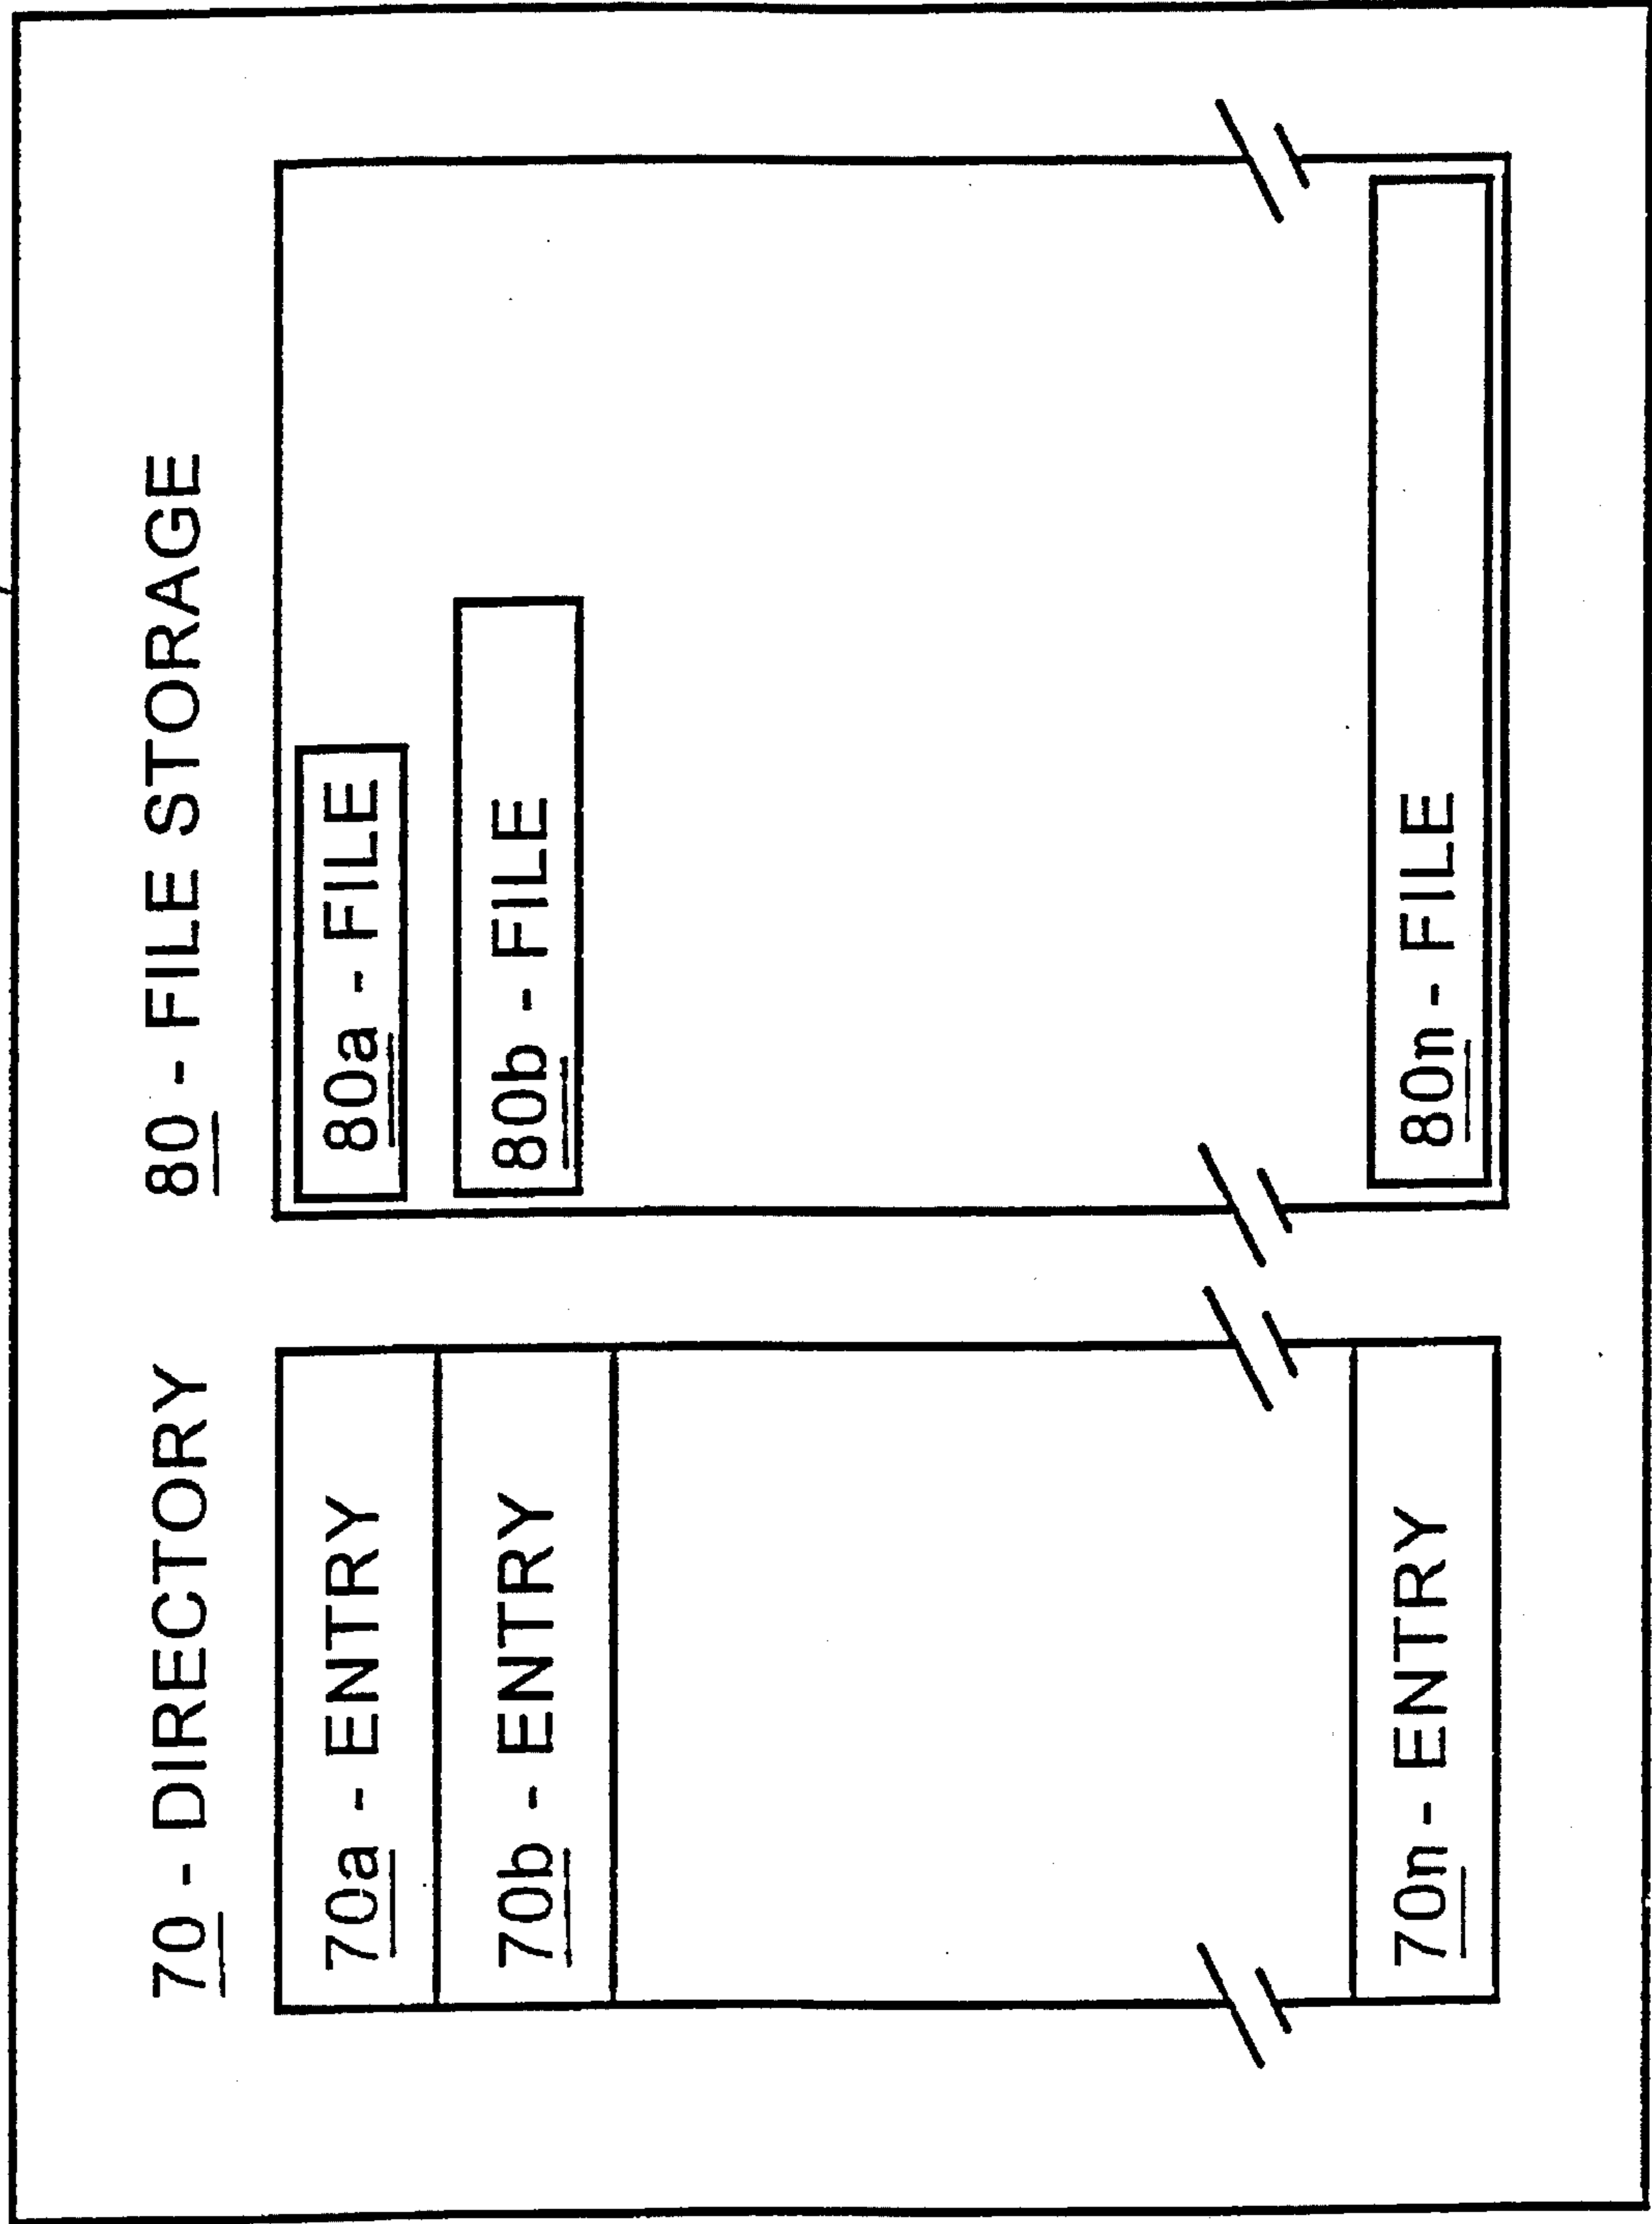 70 - DIRECTORY
70a - ENTRY
70b - ENTRY
70n - ENTRY
80 - FILE STORAGE
80a - FILE
80b - FILE
80n - FILE